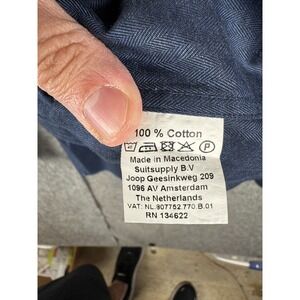 100 % Cotton
P
Made in Macedonia
Suitsupply B.V
Joop Geesinkweg 209
1096 AV Amsterdam
The Netherlands
VAT: NL.807752.770.B.01
RN 134622